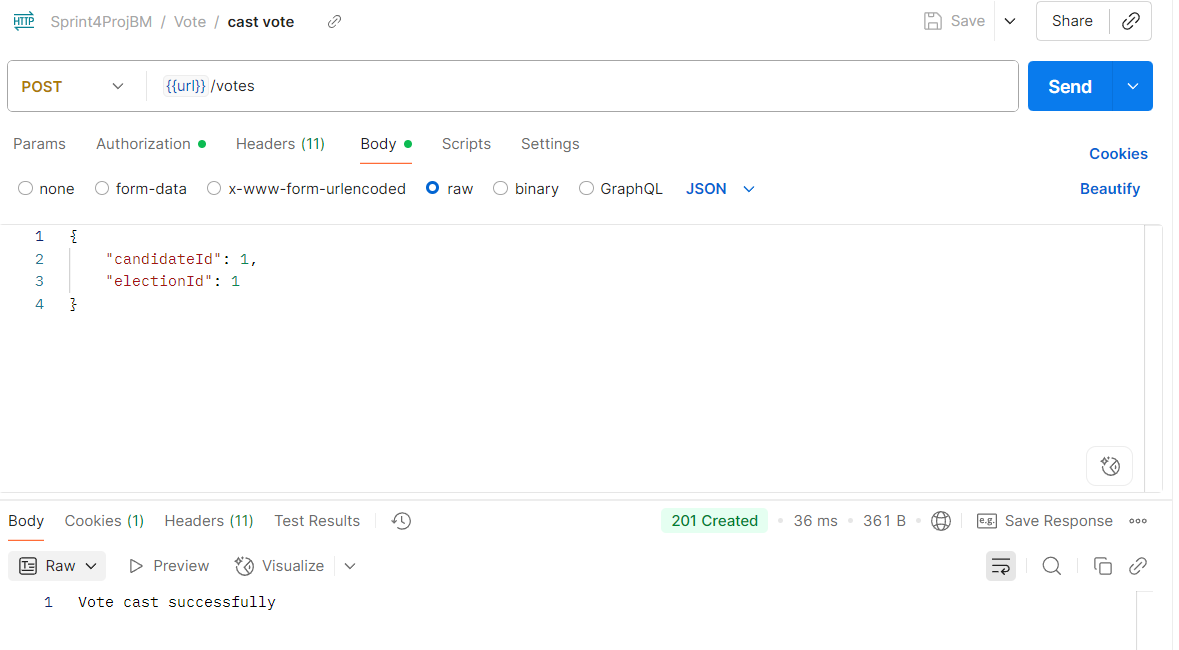 HTTP Sprint4ProjBM / Vote / cast vote Save Share
POST {{url}} /votes Send
Params Authorization Headers (11) Body Scripts Settings Cookies
none form-data x-www-form-urlencoded raw binary GraphQL JSON Beautify
1 {
2 "candidateId": 1,
3 "electionId": 1
4 }
Body Cookies (1) Headers (11) Test Results 201 Created • 36 ms • 361 B • e.g. Save Response
Raw Preview Visualize
1 Vote cast successfully